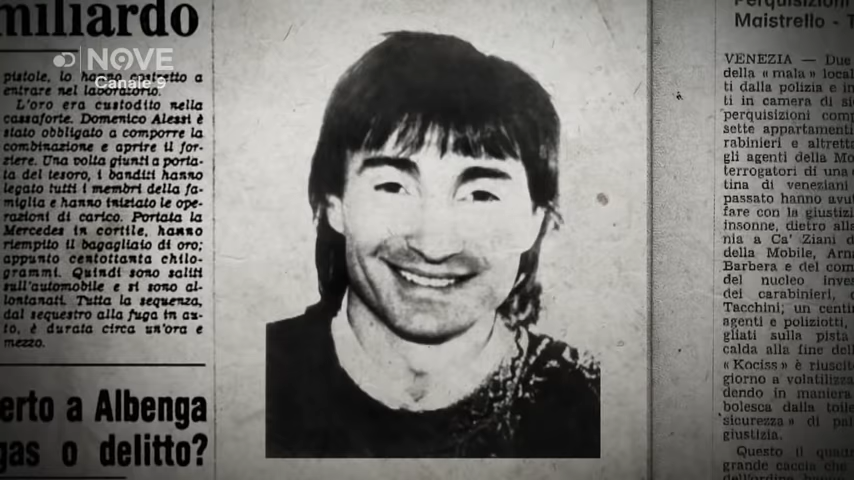 miliardo
NOVE
Canale 9
pistole, lo hanno costretto a
entrare nel laboratorio.
L'oro era custodito nella
cassaforte. Domenico Alessi è
stato obbligato a comporre la
combinazione e aprire il for-
ziere. Una volta giunti a porta-
ta del tesoro, i banditi hanno
legato tutti i membri della fa-
miglia e hanno iniziato le ope-
razioni di carico. Portata la
Mercedes in cortile, hanno
riempito il bagagliaio di oro;
appunto centottanta chilo-
grammi. Quindi sono saliti
sull'automobile e si sono al-
lontanati. Tutta la sequenza,
dal sequestro alla fuga in au-
to, è durata circa un'ora e
mezzo.
erto a Albenga
gas o delitto?
Perquisizioni
Maistrello - T
VENEZIA — Due
della «mala» local
ti dalla polizia e in
ti in camera di si
perquisizioni comp
sette appartamenti
rabinieri e altrett
gli agenti della Mo
terrogatori di una
tina di veneziani
passato hanno avu
fare con la giustizi
insonne, dietro alla
nia a Ca' Ziani d
della Mobile, Arn
Barbera e del com
del nucleo inves
dei carabinieri,
Tacchini; un centin
agenti e poliziotti,
gliati sulla pista
calda alla fine dell
«Kociss» è riuscit
giorno a volatilizza
dendo in maniera
bolesca dalla toile
sicurezza» di pal
giustizia.
Questo il quad
grande caccia che